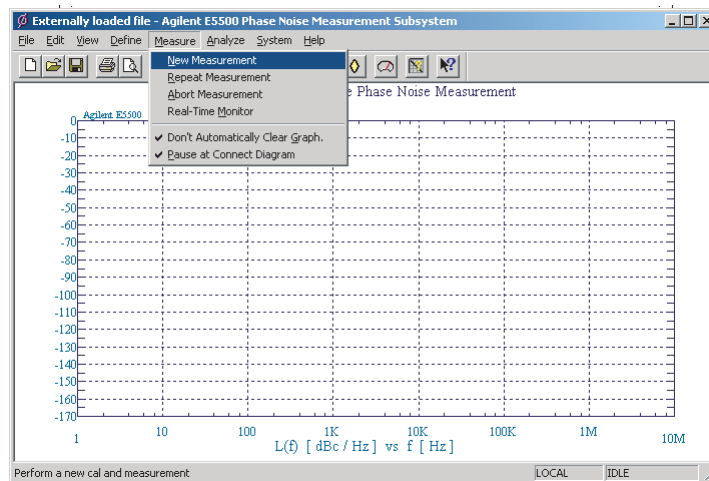 Externally loaded file - Agilent E5500 Phase Noise Measurement Subsystem
File Edit View Define Measure Analyze System Help
New Measurement
Repeat Measurement
Abort Measurement
Real-Time Monitor
✓ Don't Automatically Clear Graph.
✓ Pause at Connect Diagram
Phase Noise Measurement
Agilent E5500
0
-10
-20
-30
-40
-50
-60
-70
-80
-90
-100
-110
-120
-130
-140
-150
-160
-170
1 10 100 1K 10K 100K 1M 10M
L(f) [ dBc / Hz ] vs f [ Hz ]
Perform a new cal and measurement LOCAL IDLE